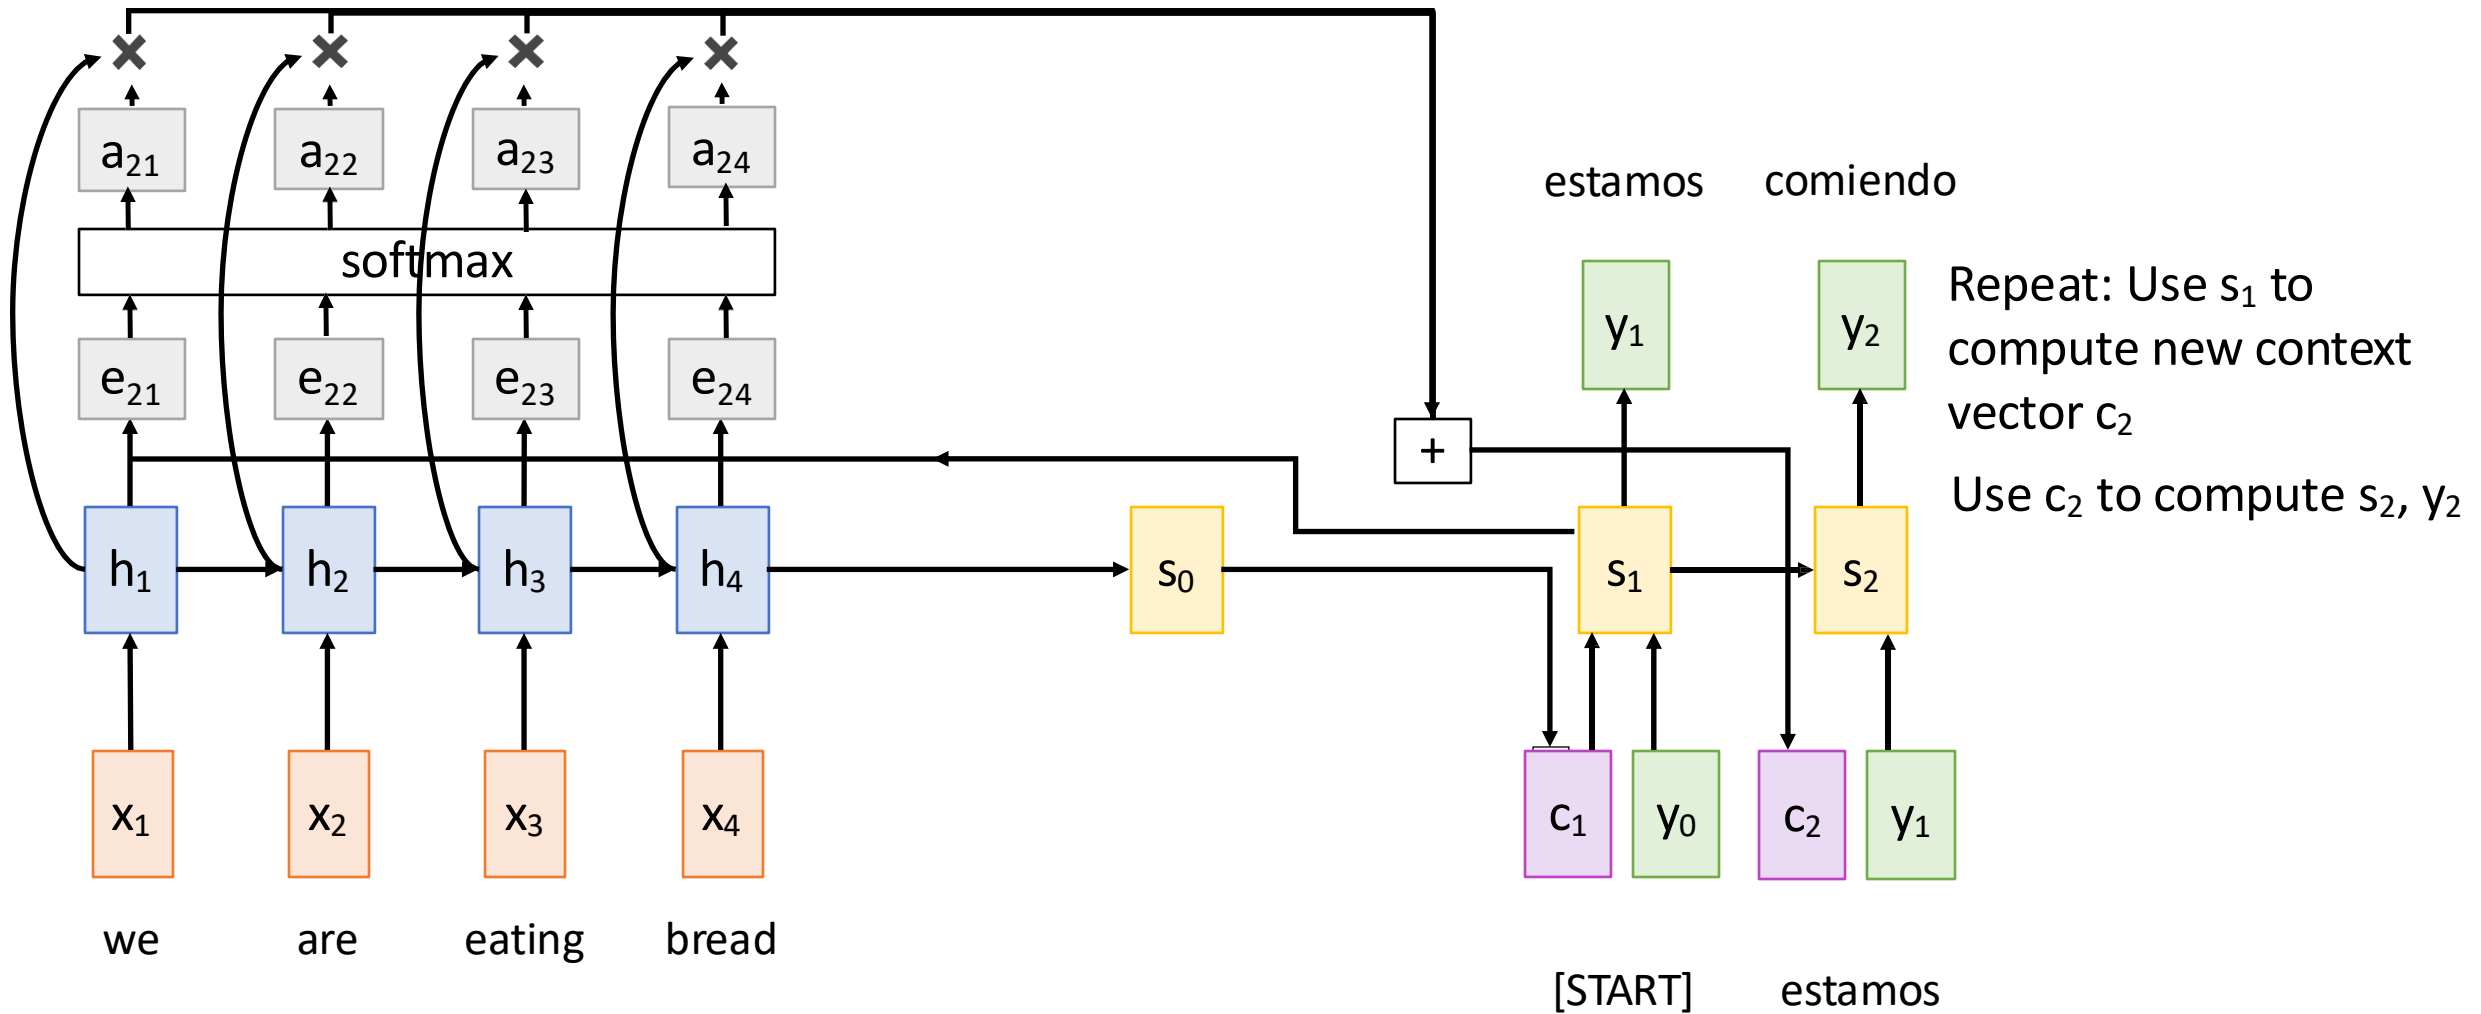 a21 a22 a23 a24
estamos comiendo
softmax
Repeat: Use s1 to
compute new context
vector c2
y1 y2
e21 e22 e23 e24
+
Use c2 to compute s2, y2
h1 h2 h3 h4 s0 s1 s2
x1 x2 x3 x4 c1 y0 c2 y1
we are eating bread
[START] estamos